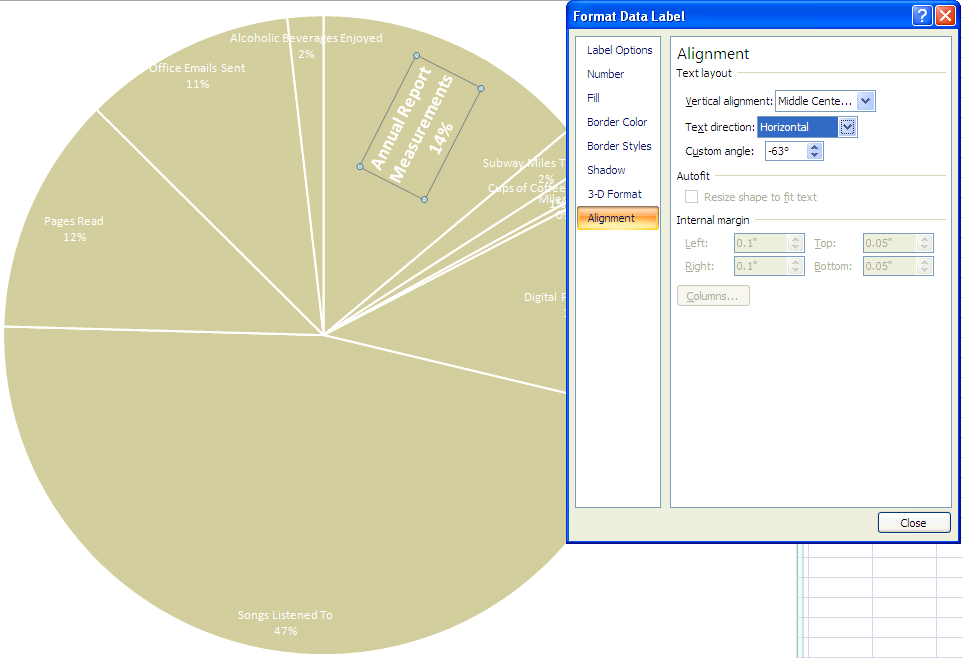 Alcoholic Beverages Enjoyed
2%
Office Emails Sent
11%
Annual Report
Measurements
14%
Subway Miles T
2%
Cups of Coffee
Miles
Pages Read
12%
Digital P
Songs Listened To
47%
Format Data Label
Label Options
Number
Fill
Border Color
Border Styles
Shadow
3-D Format
Alignment
Alignment
Text layout
Vertical alignment: Middle Cente...
Text direction: Horizontal
Custom angle: -63°
Autofit
Resize shape to fit text
Internal margin
Left: 0.1" Top: 0.05"
Right: 0.1" Bottom: 0.05"
Columns...
Close